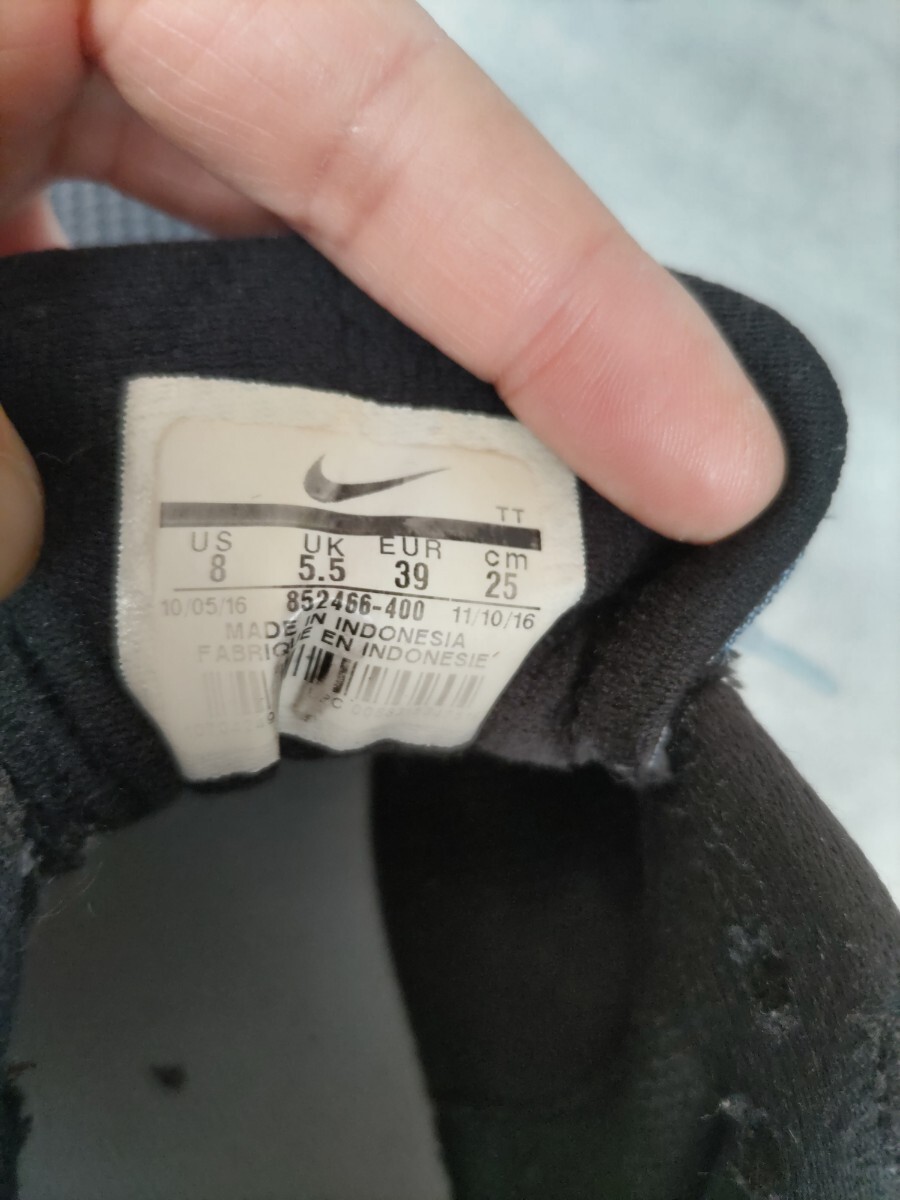 TT
US UK EUR cm
8 5.5 39 25
10/05/16 852466-400 11/10/16
MADE IN INDONESIA
EN INDONESIE